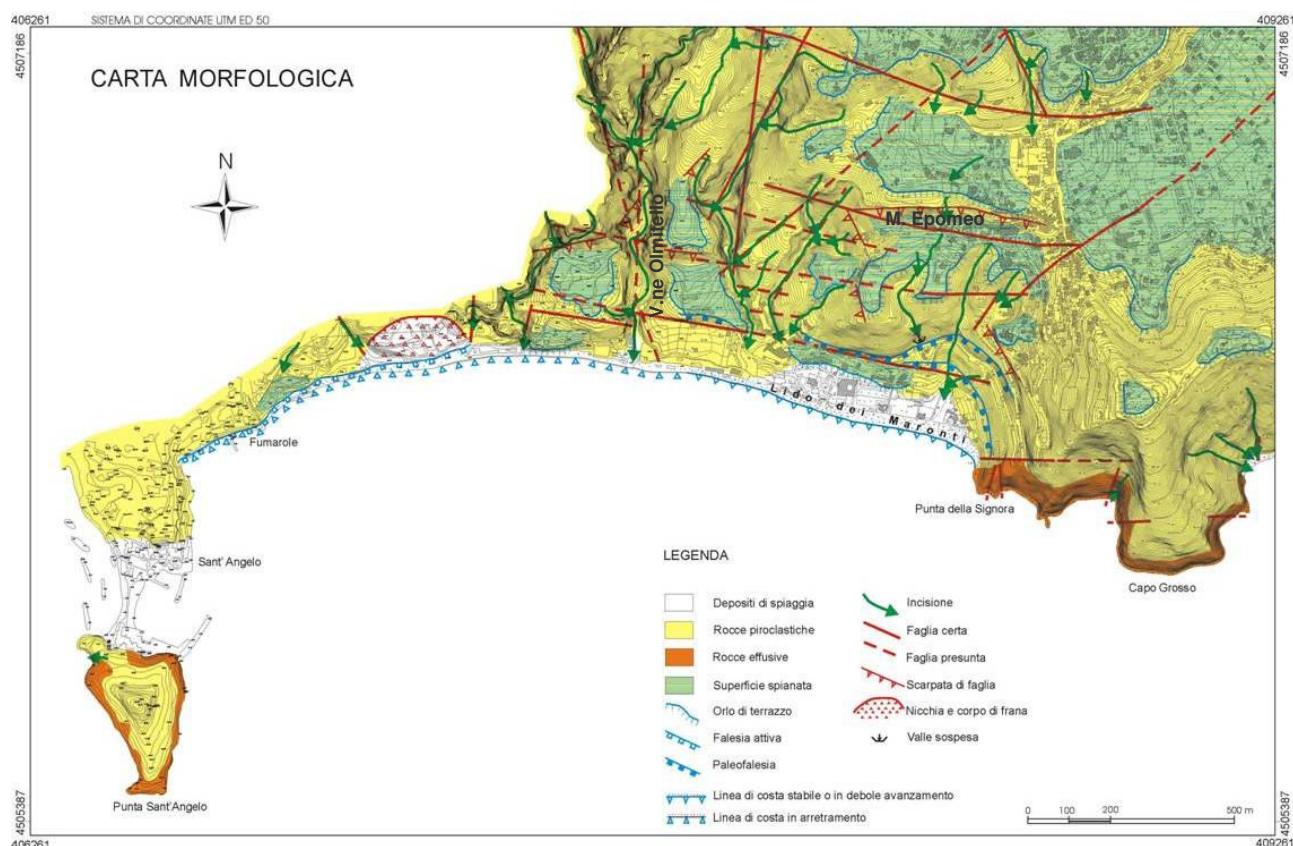 406261
SISTEMA DI COORDINATE UTM ED 50
409261
4507186
4507186
CARTA MORFOLOGICA
N
V.ne Olmitello
M. Epomeo
Lido dei Maronti
Fumarole
Punta della Signora
Sant' Angelo
Capo Grosso
Punta Sant'Angelo
LEGENDA
Depositi di spiaggia
Rocce piroclastiche
Rocce effusive
Superficie spianata
Orlo di terrazzo
Falesia attiva
Paleofalesia
Linea di costa stabile o in debole avanzamento
Linea di costa in arretramento
Incisione
Faglia certa
Faglia presunta
Scarpata di faglia
Nicchia e corpo di frana
Valle sospesa
0 100 200 500 m
4505387
4505387
406261
409261